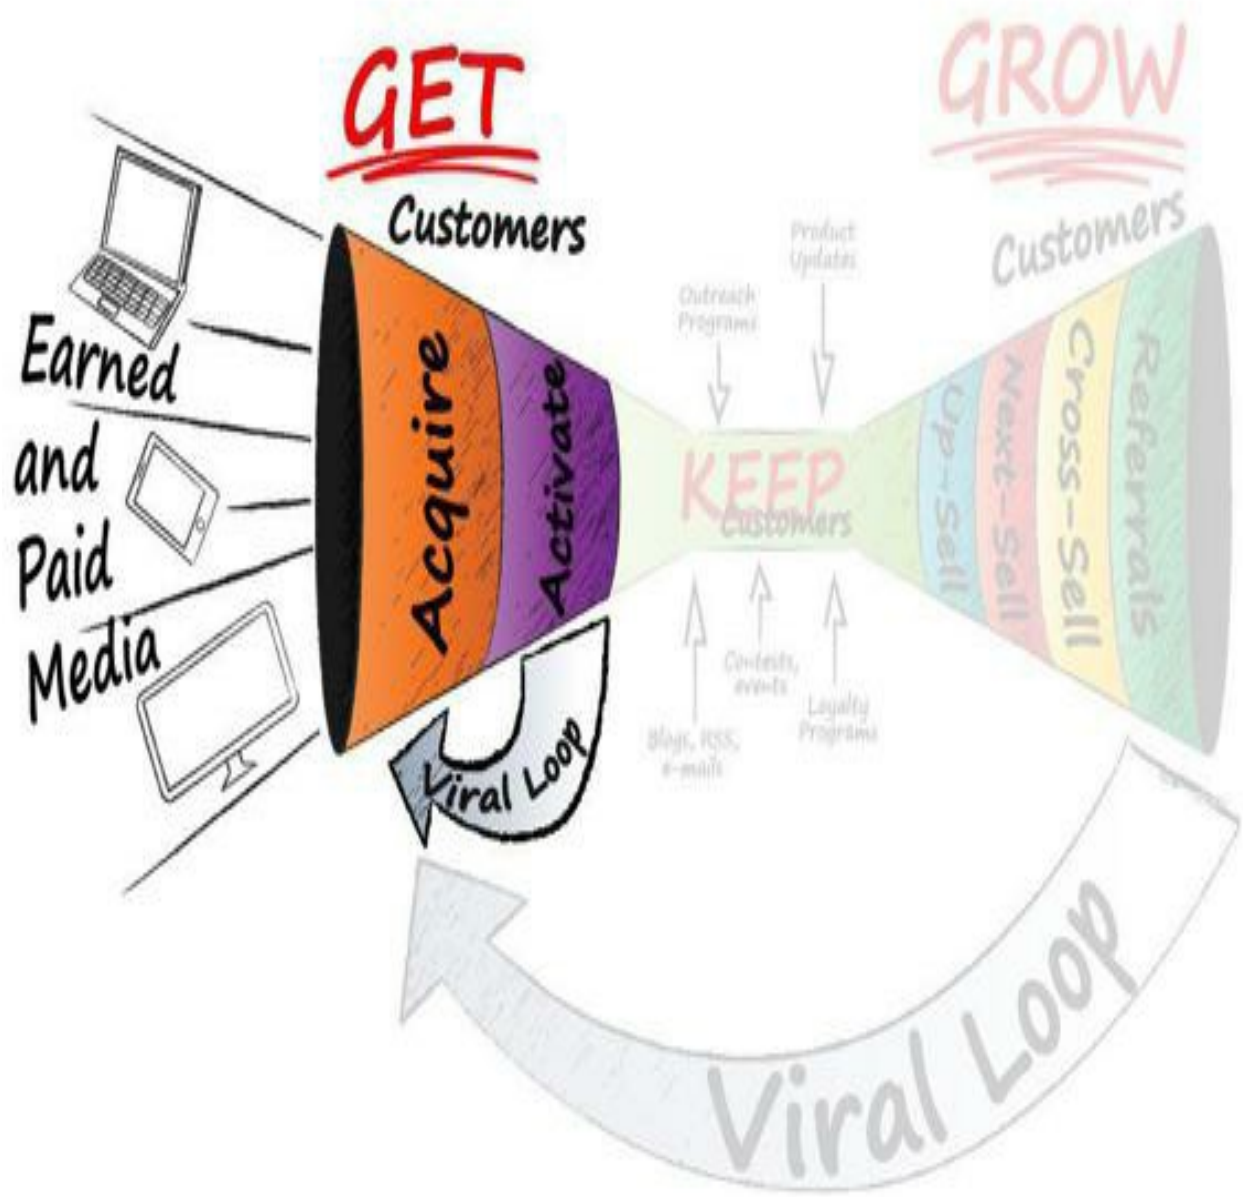 GET
Customers
Earned
and
Paid
Media
Acquire
Activate
Viral Loop
Outreach
Programs
Product
Updates
KEEP
Customers
Blogs, RSS,
e-mails
Contests,
events
Loyalty
Programs
GROW
Customers
Up-Sell
Next-Sell
Cross-Sell
Referrals
Viral Loop